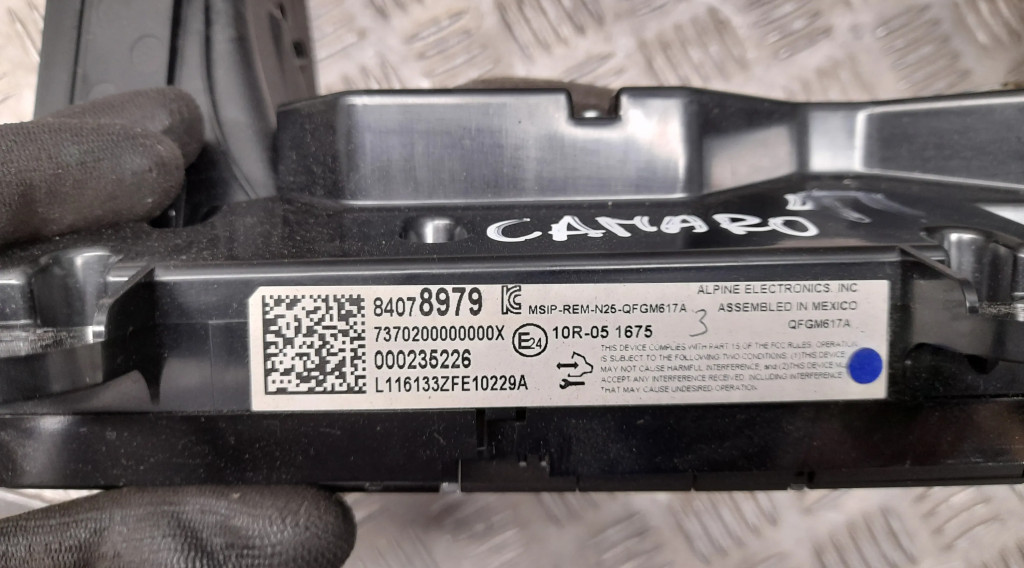 CAMARO
84078979
MSIP-REM-N26-QFGM617A
ALPINE ELECTRONICS, INC
ASSEMBLED IN MEXICO
QFGM617A
7370200000000X
E24
10R-05 1675
3
000235226
L116133ZFE10229A
THIS DEVICE COMPLIES WITH PART 15 OF THE FCC RULES. OPERATION
IS SUBJECT TO THE FOLLOWING TWO CONDITIONS: (1)THIS DEVICE
MAY NOT CAUSE HARMFUL INTERFERENCE, and (2)THIS DEVICE
ACCEPT ANY INTERFERENCE RECEIVED, INCLUDING INTERFERENCE
THAT MAY CAUSE UNDESIRED OPERATION.